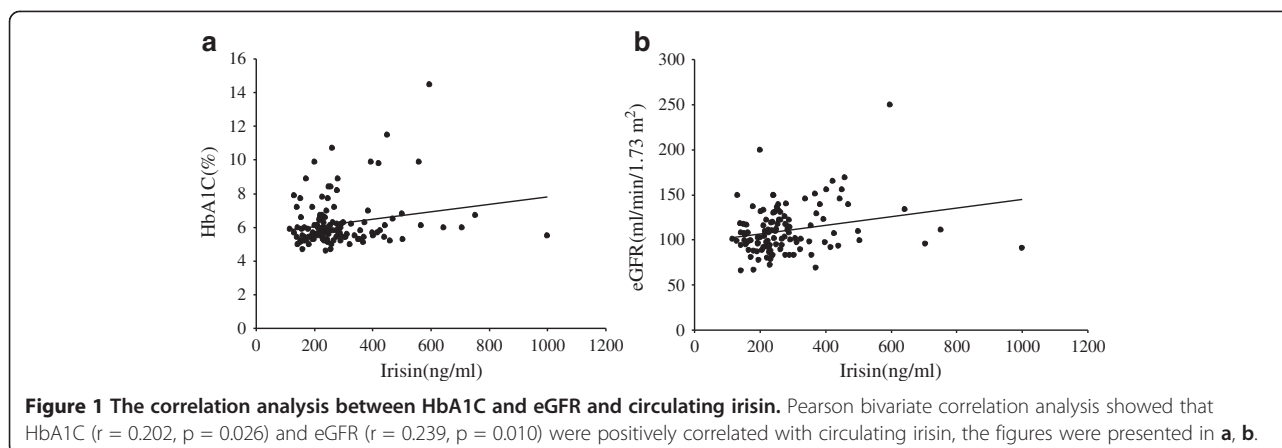 a
16
14
12
10
8
6
4
2
0
HbA1C(%)
0 200 400 600 800 1000 1200
Irisin(ng/ml)
b
300
250
200
150
100
50
0
eGFR(ml/min/1.73 m²)
0 200 400 600 800 1000 1200
Irisin(ng/ml)
Figure 1 The correlation analysis between HbA1C and eGFR and circulating irisin. Pearson bivariate correlation analysis showed that
HbA1C (r = 0.202, p = 0.026) and eGFR (r = 0.239, p = 0.010) were positively correlated with circulating irisin, the figures were presented in a, b.